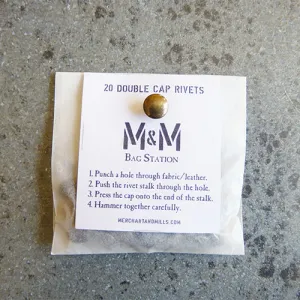 20 DOUBLE CAP RIVETS
M&M
BAG STATION
1. Punch a hole through fabric/leather.
2. Push the rivet stalk through the hole.
3. Press the cap onto the end of the stalk.
4. Hammer together carefully.
MERCHANTANDMILLS.COM